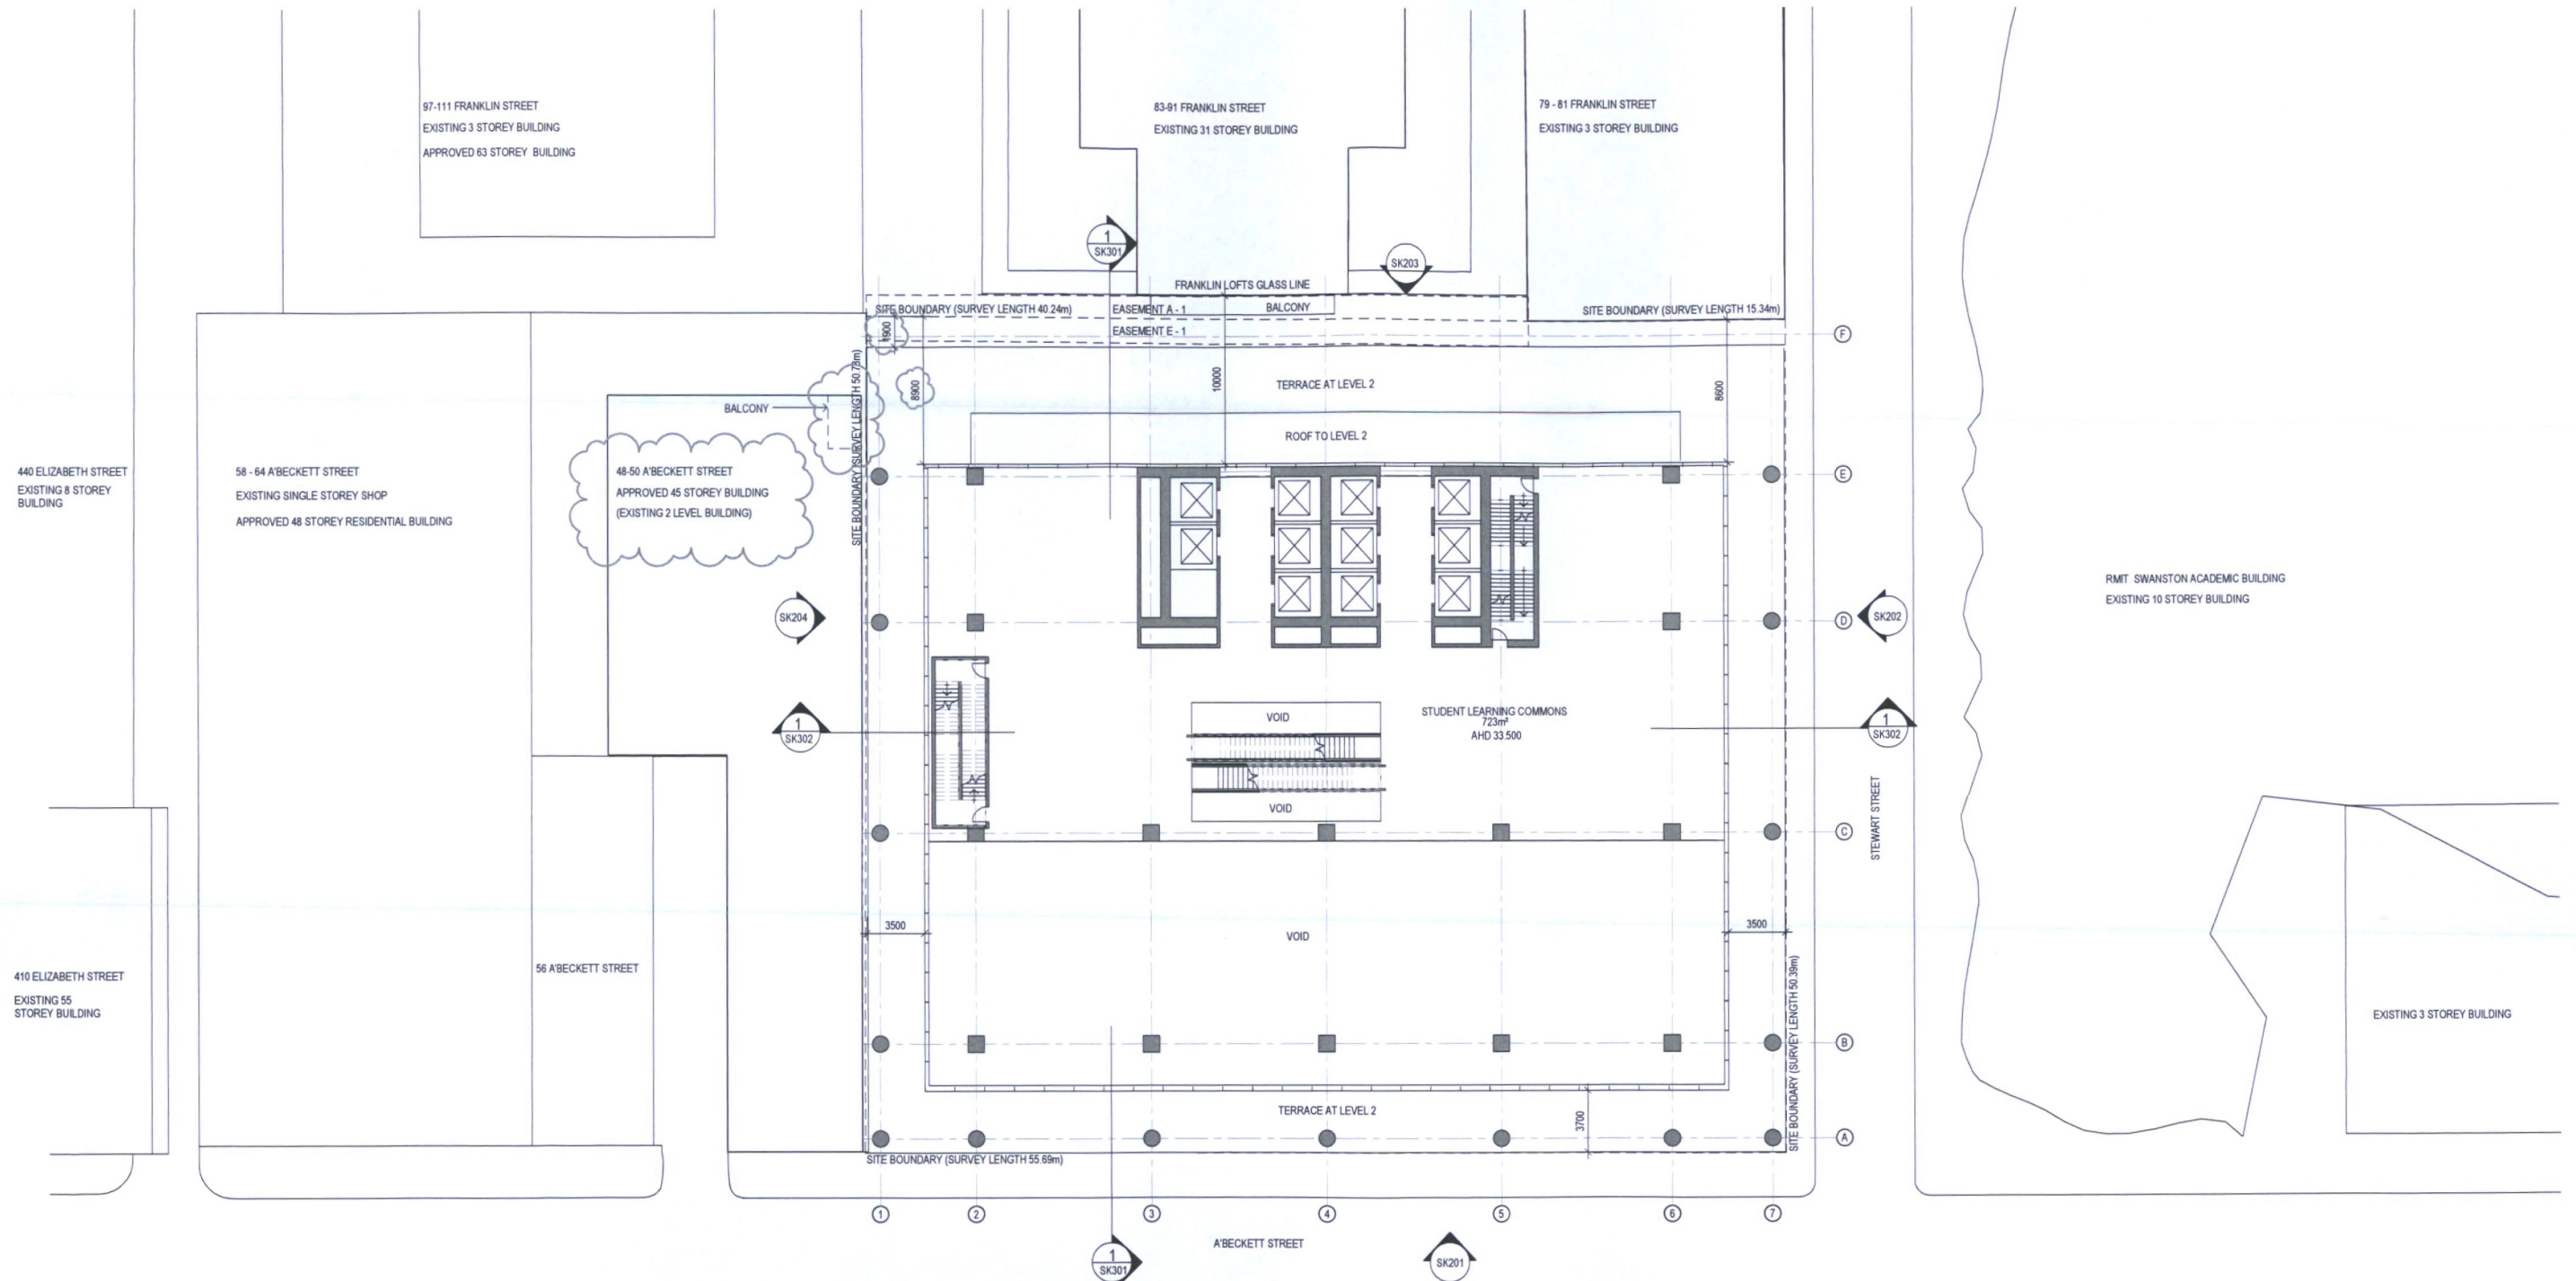 97-111 FRANKLIN STREET
EXISTING 3 STOREY BUILDING
APPROVED 63 STOREY BUILDING
83-91 FRANKLIN STREET
EXISTING 31 STOREY BUILDING
79 - 81 FRANKLIN STREET
EXISTING 3 STOREY BUILDING
1
SK301
SK203
FRANKLIN LOFTS GLASS LINE
SITE BOUNDARY (SURVEY LENGTH 40.24m)
EASEMENT A - 1
BALCONY
SITE BOUNDARY (SURVEY LENGTH 15.34m)
EASEMENT E - 1
1900
F
SITE BOUNDARY (SURVEY LENGTH 50.78m)
8900
10000
TERRACE AT LEVEL 2
8600
BALCONY
ROOF TO LEVEL 2
440 ELIZABETH STREET
EXISTING 8 STOREY
BUILDING
58 - 64 A'BECKETT STREET
EXISTING SINGLE STOREY SHOP
APPROVED 48 STOREY RESIDENTIAL BUILDING
48-50 A'BECKETT STREET
APPROVED 45 STOREY BUILDING
(EXISTING 2 LEVEL BUILDING)
E
RMIT SWANSTON ACADEMIC BUILDING
EXISTING 10 STOREY BUILDING
SK204
D
SK202
1
SK302
VOID
STUDENT LEARNING COMMONS
723m²
AHD 33.500
1
SK302
VOID
STEWART STREET
C
3500
VOID
3500
410 ELIZABETH STREET
EXISTING 55
STOREY BUILDING
56 A'BECKETT STREET
SITE BOUNDARY (SURVEY LENGTH 50.39m)
EXISTING 3 STOREY BUILDING
B
TERRACE AT LEVEL 2
3700
A
SITE BOUNDARY (SURVEY LENGTH 55.69m)
1
2
3
4
5
6
7
A'BECKETT STREET
1
SK301
SK201